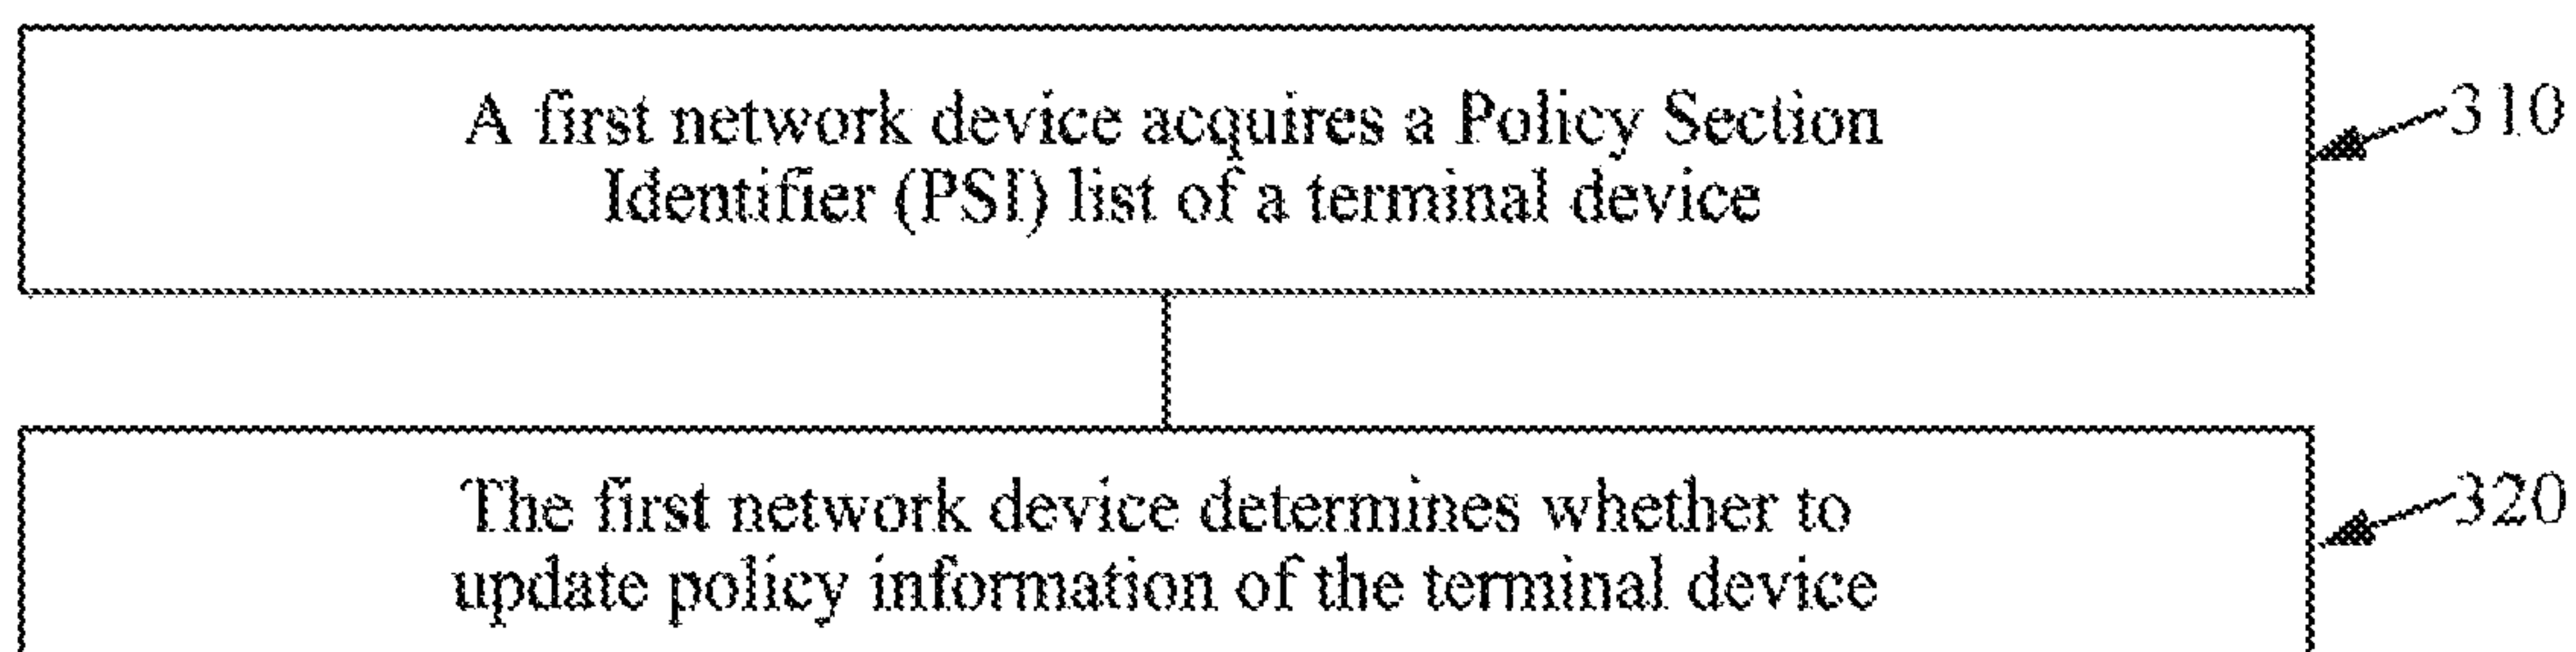 A first network device acquires a Policy Section
Identifier (PSI) list of a terminal device
310
The first network device determines whether to
update policy information of the terminal device
320